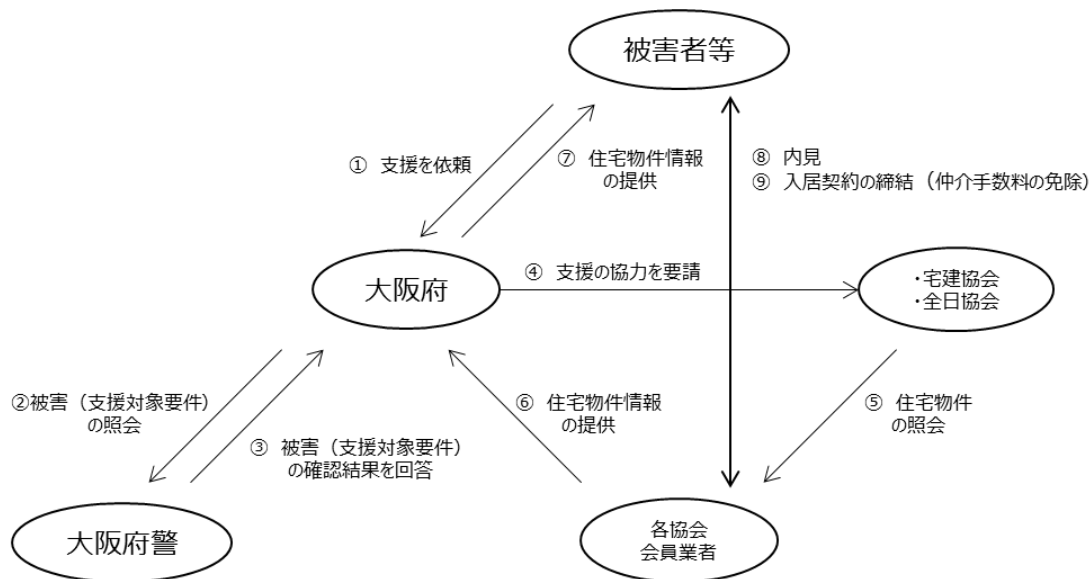 被害者等
① 支援を依頼
⑦ 住宅物件情報
の提供
⑧ 内見
⑨ 入居契約の締結（仲介手数料の免除）
大阪府
④ 支援の協力を要請
・宅建協会
・全日協会
②被害（支援対象要件）
の照会
③ 被害（支援対象要件）
の確認結果を回答
⑥ 住宅物件情報
の提供
⑤ 住宅物件
の照会
大阪府警
各協会
会員業者